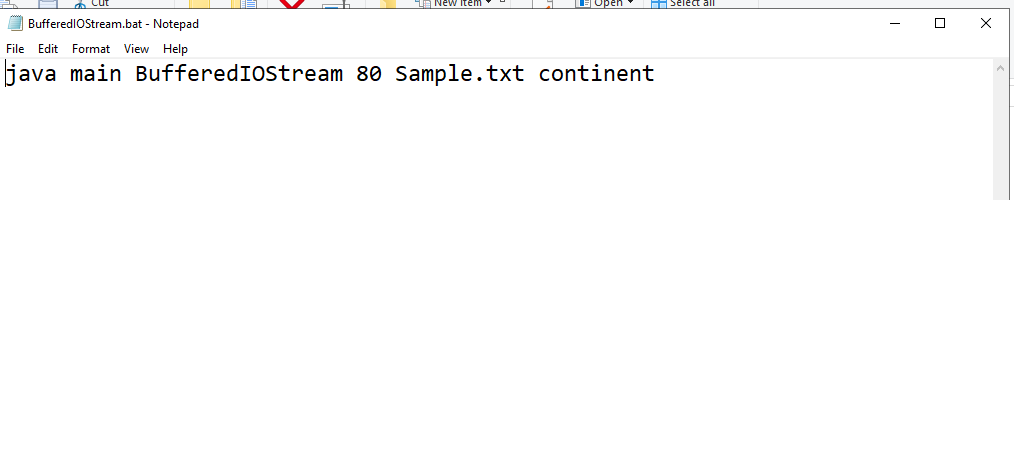 Cut
New item
Open
Select all
BufferedIOStream.bat - Notepad
File Edit Format View Help
java main BufferedIOStream 80 Sample.txt continent